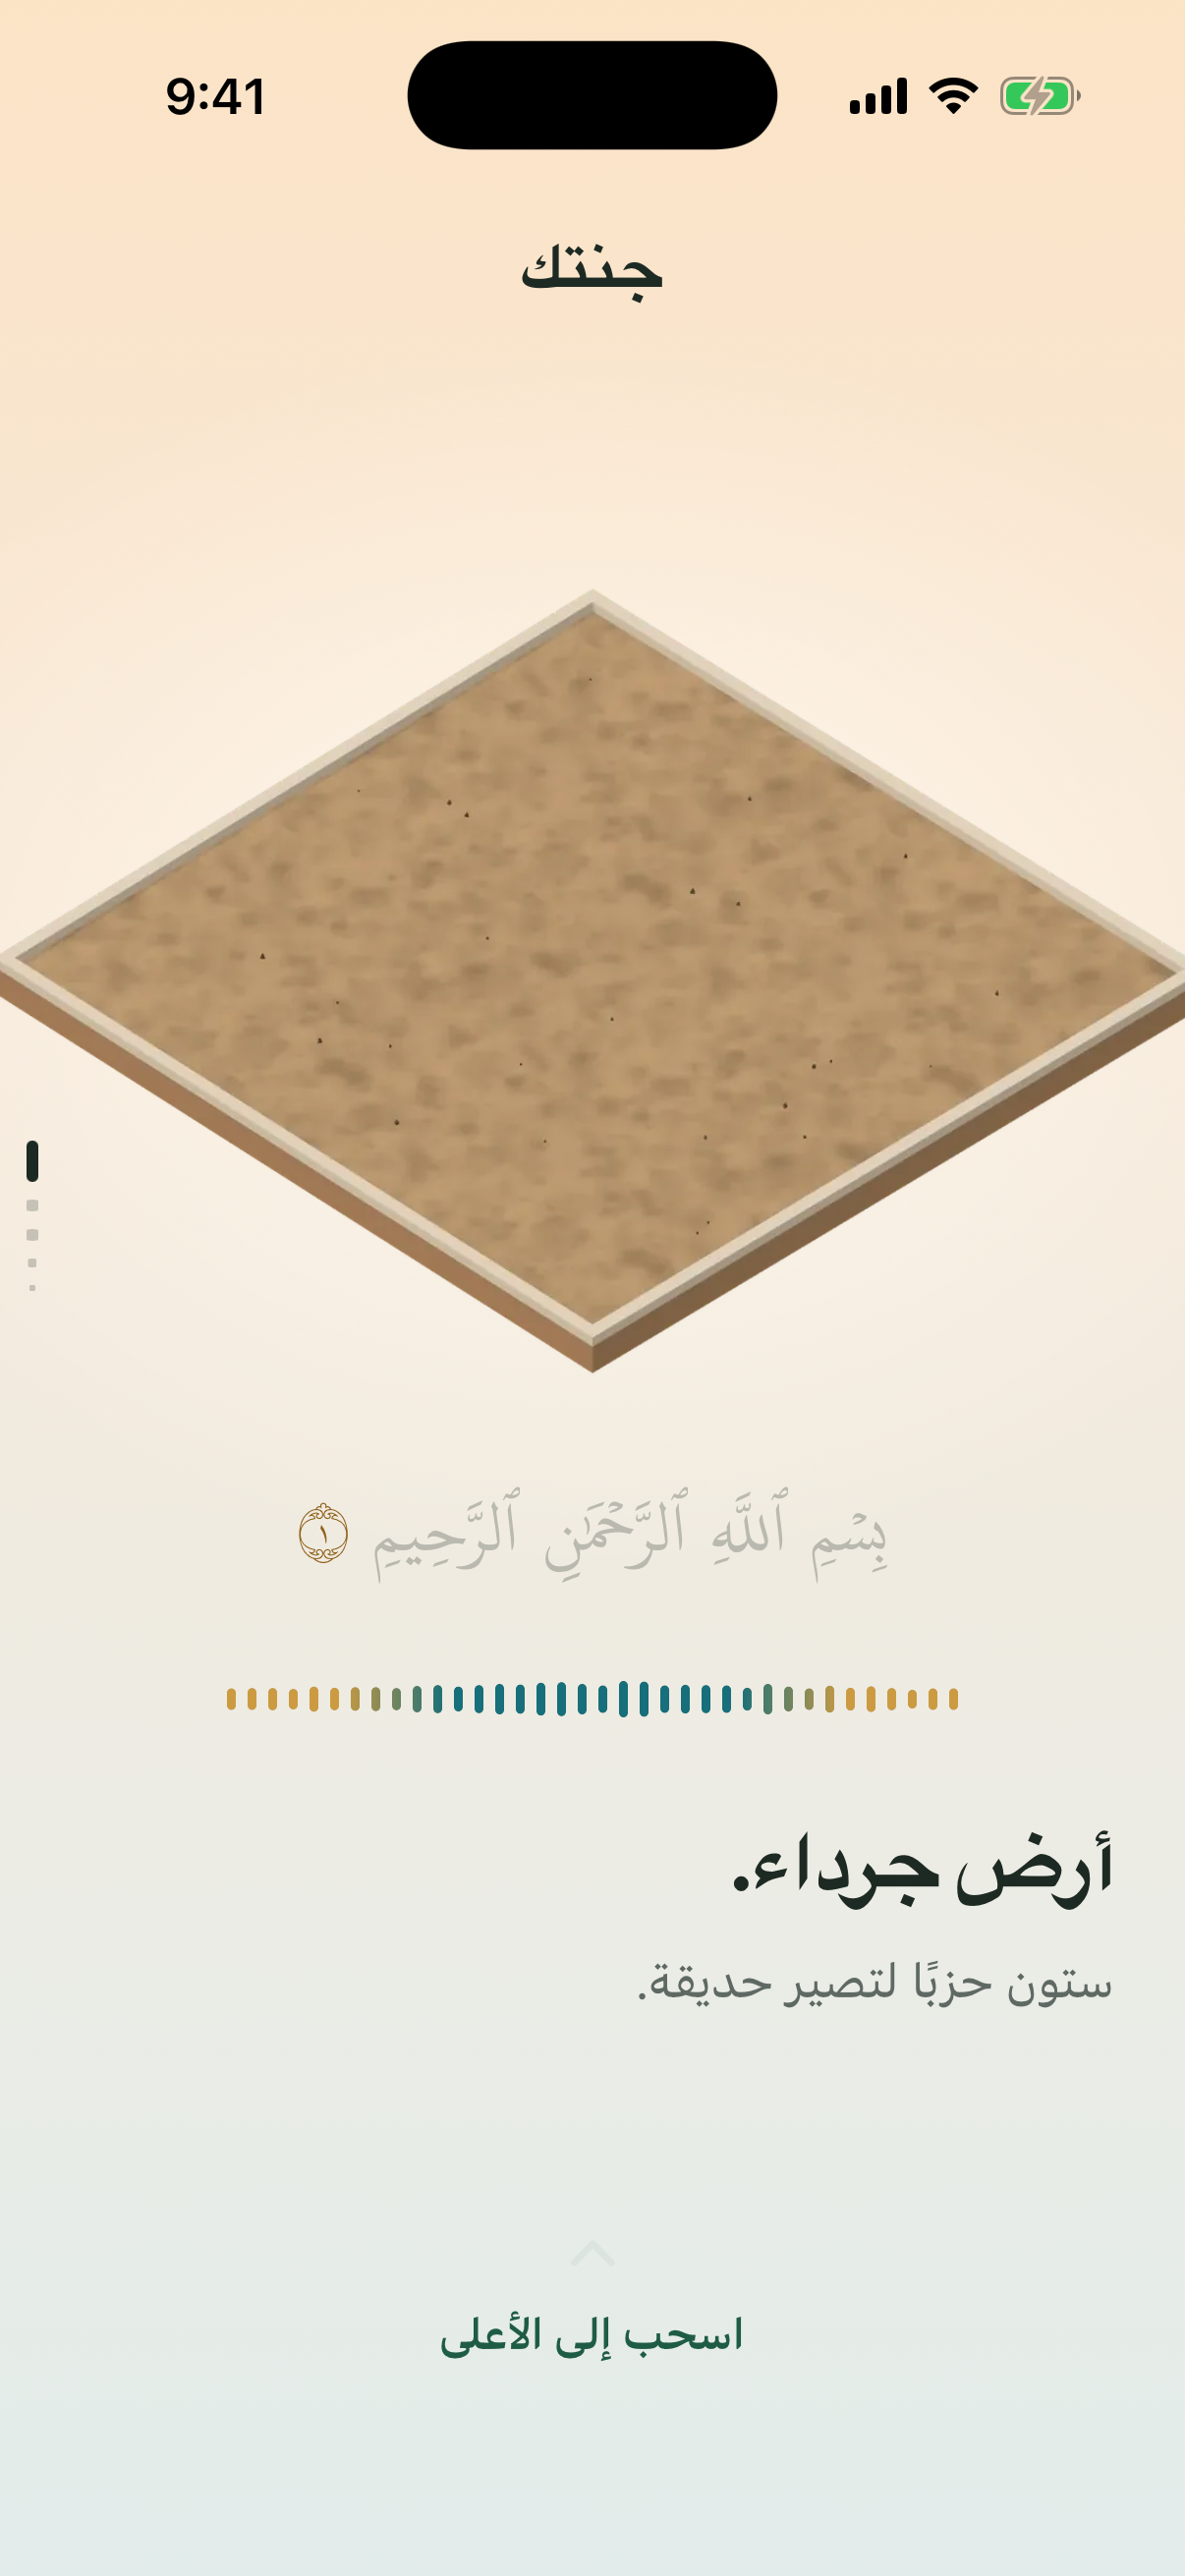 9:41
جنتك
بِسْمِ ٱللَّهِ ٱلرَّحْمَٰنِ ٱلرَّحِيمِ ١
أرض جرداء.
ستون حزبًا لتصير حديقة.
اسحب إلى الأعلى